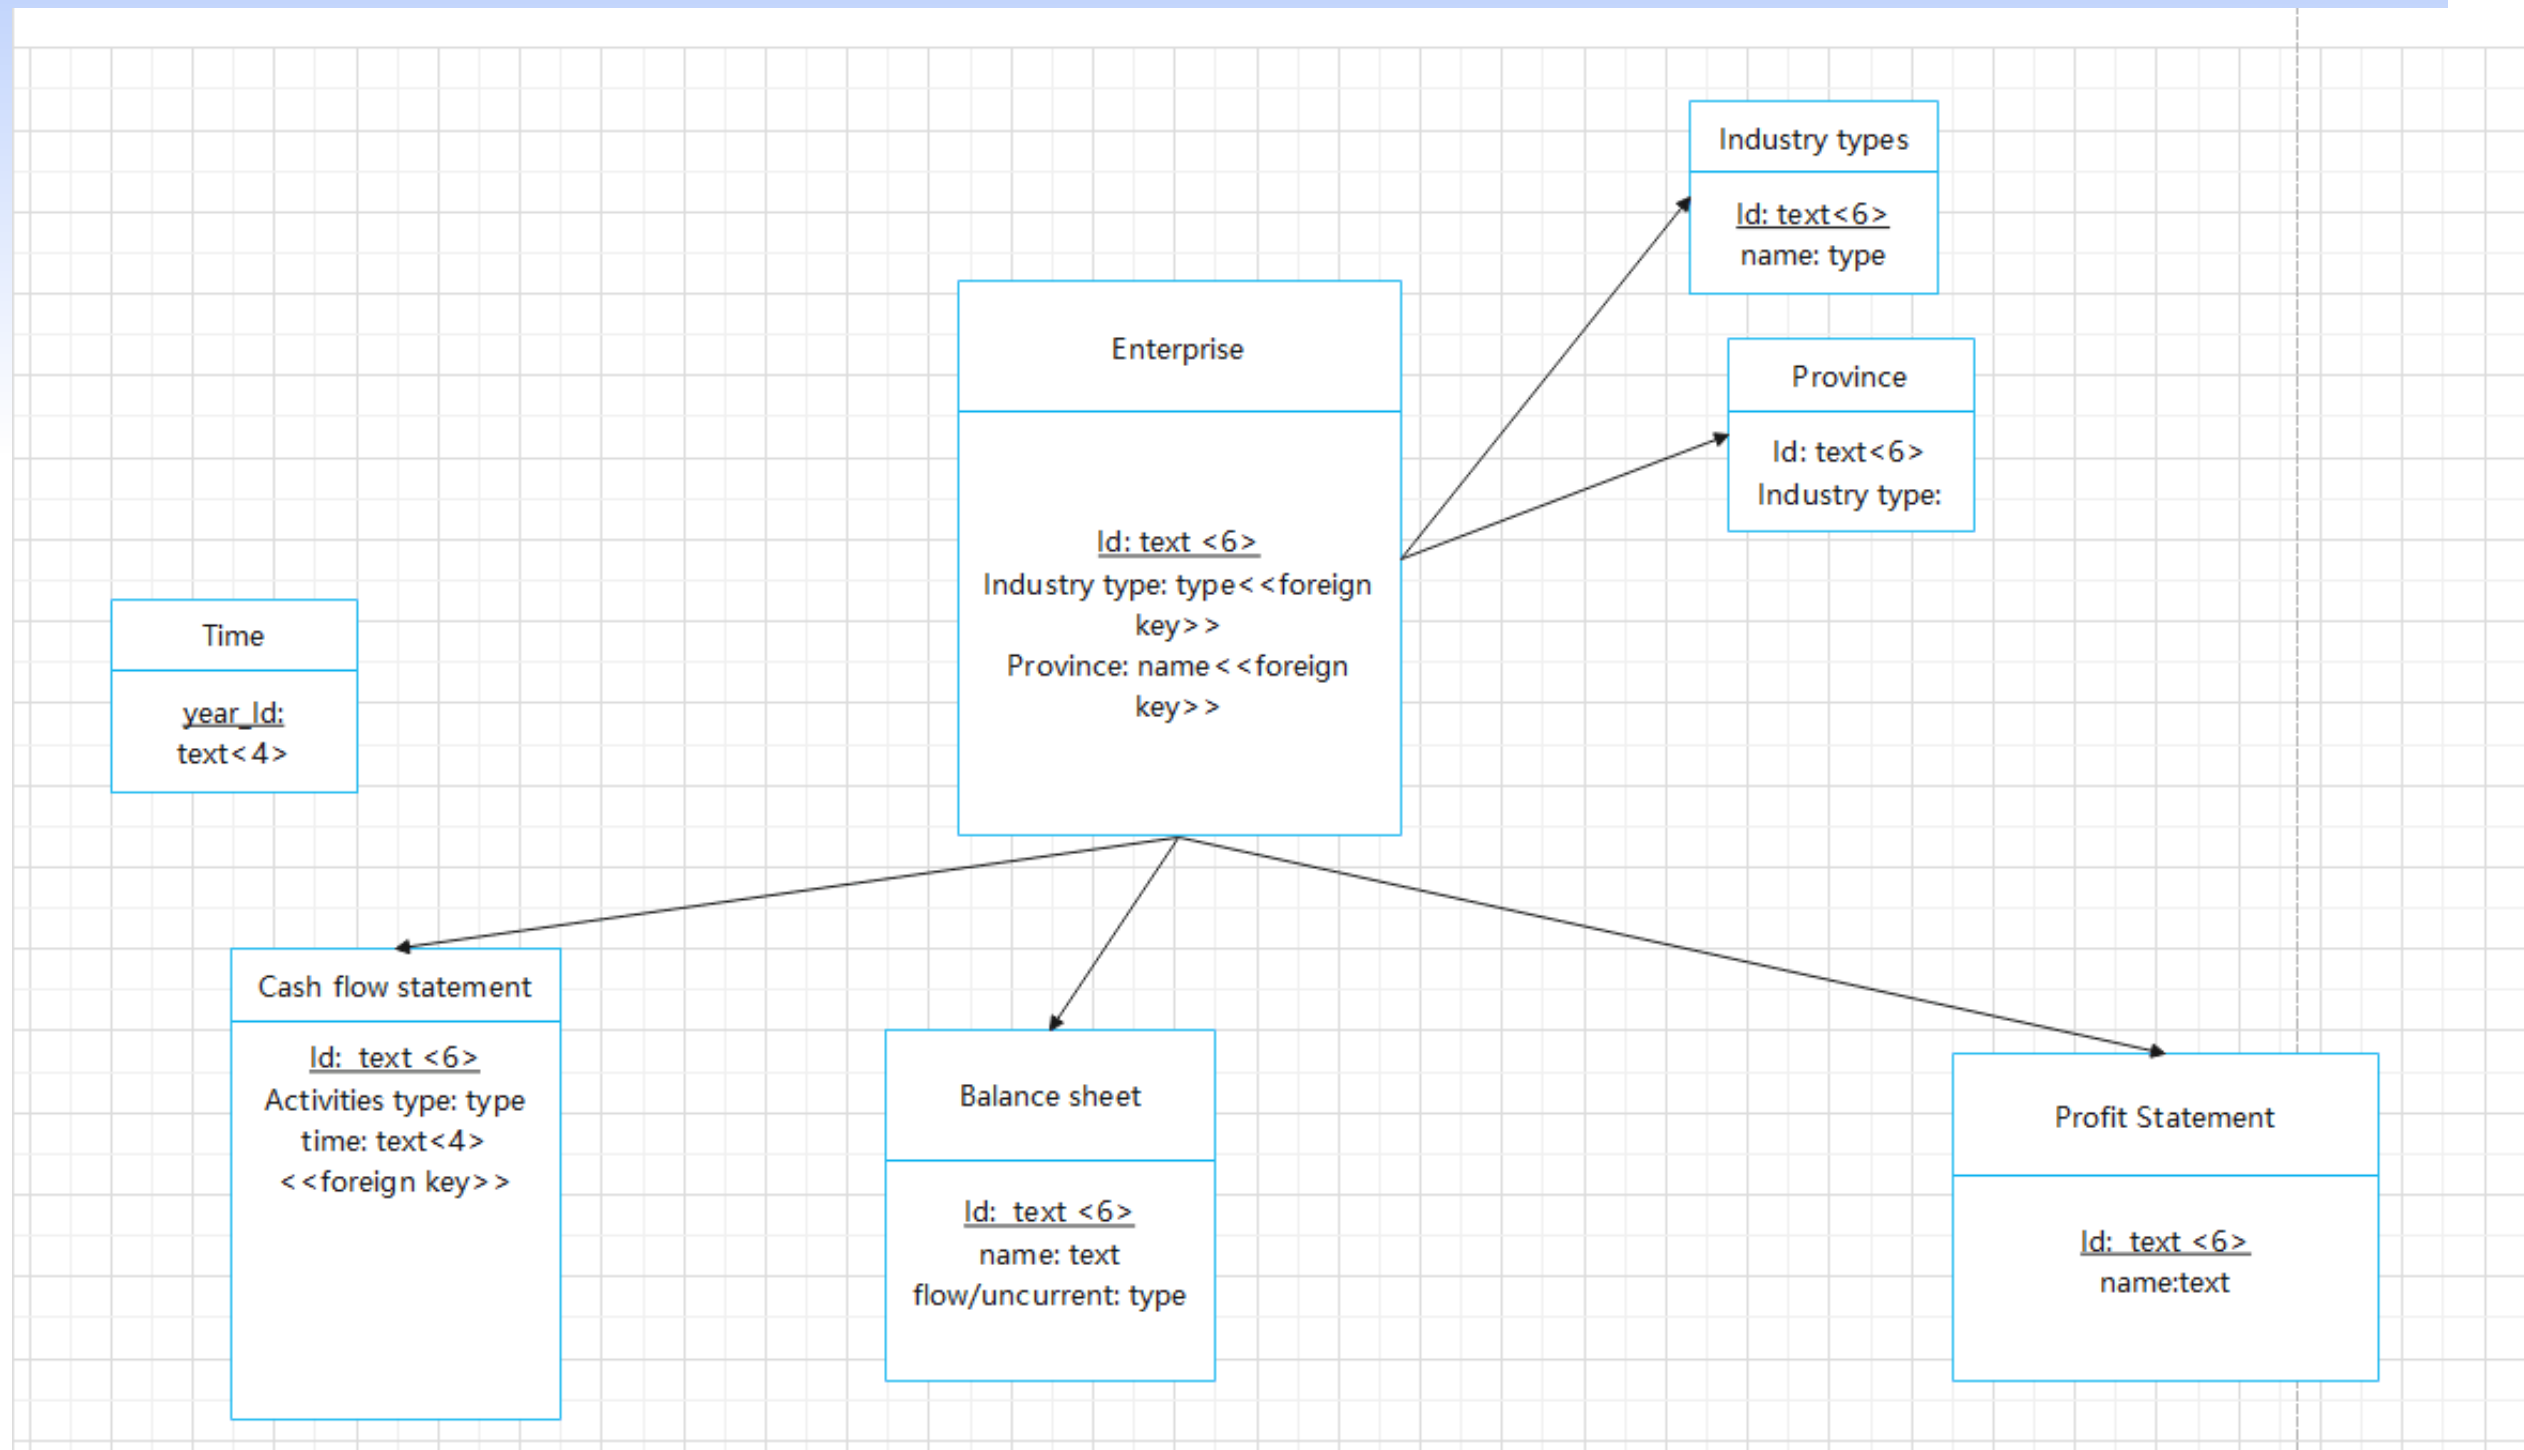 Industry types
Id: text<6>
name: type
Enterprise
Id: text <6>
Industry type: type<<foreign
key>>
Province: name<<foreign
key>>
Province
Id: text<6>
Industry type:
Time
year_Id:
text<4>
Cash flow statement
Id:  text <6>
Activities type: type
time: text<4>
<<foreign key>>
Balance sheet
Id:  text <6>
name: text
flow/uncurrent: type
Profit Statement
Id:  text <6>
name:text